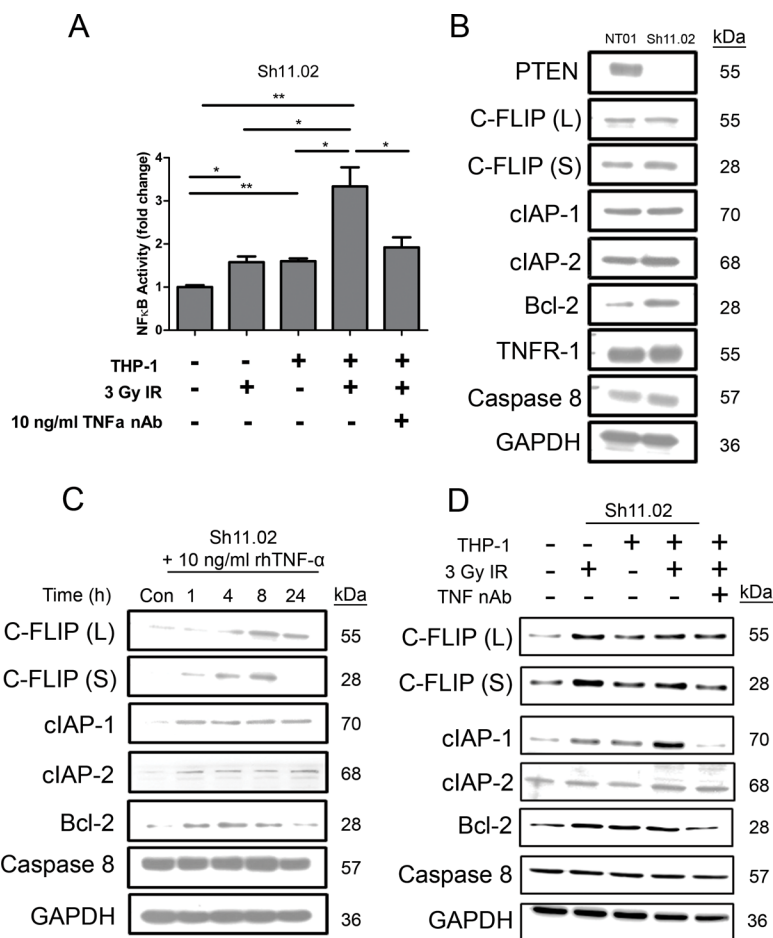 A
Sh11.02
**
*
* *
*
**
NFκB Activity (fold change)
4
3
2
1
0
THP-1 - - + + +
3 Gy IR - + - + +
10 ng/ml TNFa nAb - - - - +
B
NT01 Sh11.02 kDa
PTEN 55
C-FLIP (L) 55
C-FLIP (S) 28
cIAP-1 70
cIAP-2 68
Bcl-2 28
TNFR-1 55
Caspase 8 57
GAPDH 36
C
Sh11.02
+ 10 ng/ml rhTNF-α
Time (h) Con 1 4 8 24 kDa
C-FLIP (L) 55
C-FLIP (S) 28
cIAP-1 70
cIAP-2 68
Bcl-2 28
Caspase 8 57
GAPDH 36
D
Sh11.02
THP-1 - - + + +
3 Gy IR - + - + +
TNF nAb - - - - + kDa
C-FLIP (L) 55
C-FLIP (S) 28
cIAP-1 70
cIAP-2 68
Bcl-2 28
Caspase 8 57
GAPDH 36